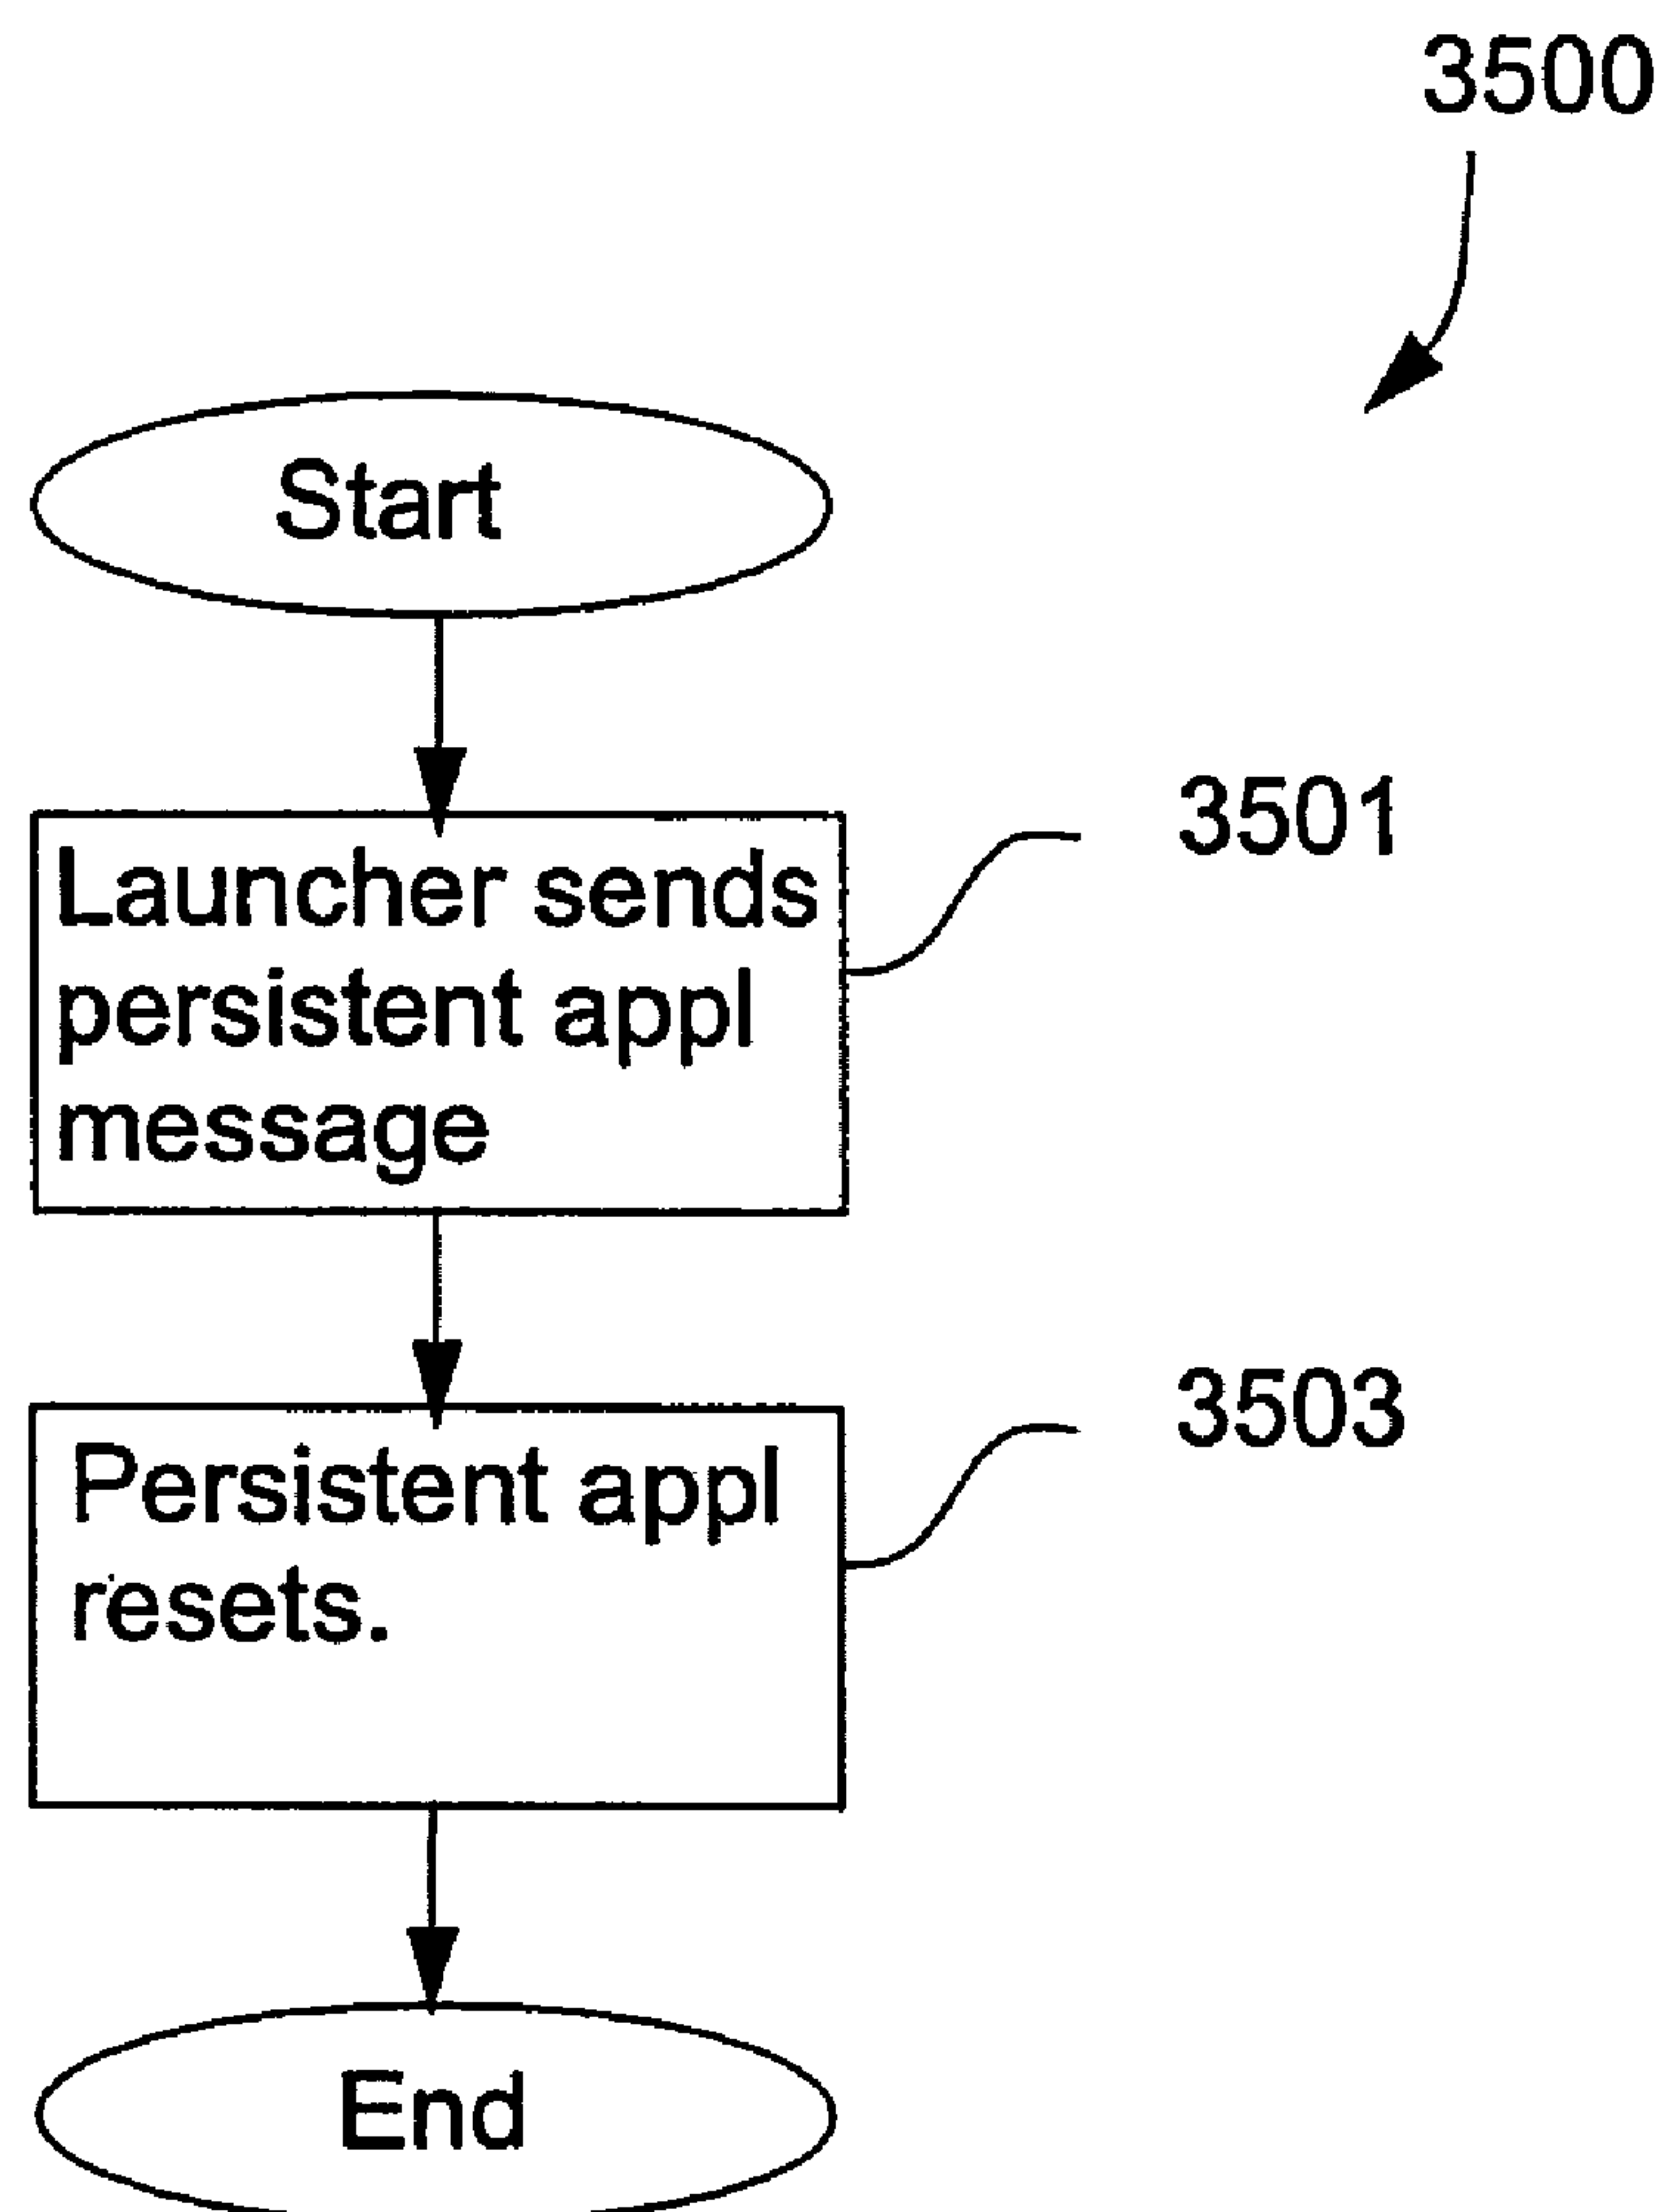 3500
Start
Launcher sends
persistent appl
message
3501
Persistent appl
resets.
3503
End